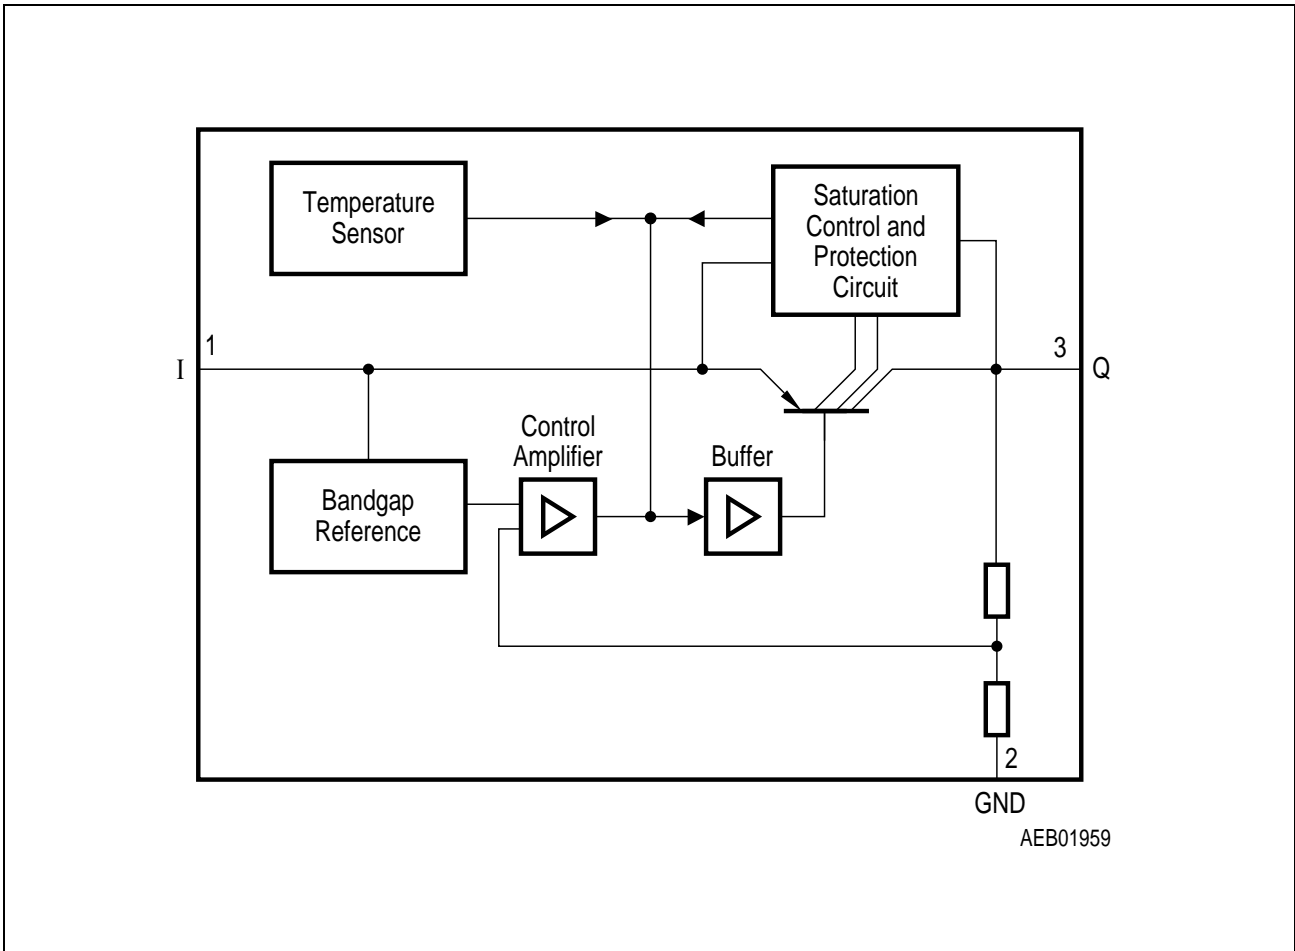 Temperature
Sensor
Saturation
Control and
Protection
Circuit
1
I
3
Q
Control
Amplifier
Buffer
Bandgap
Reference
2
GND
AEB01959